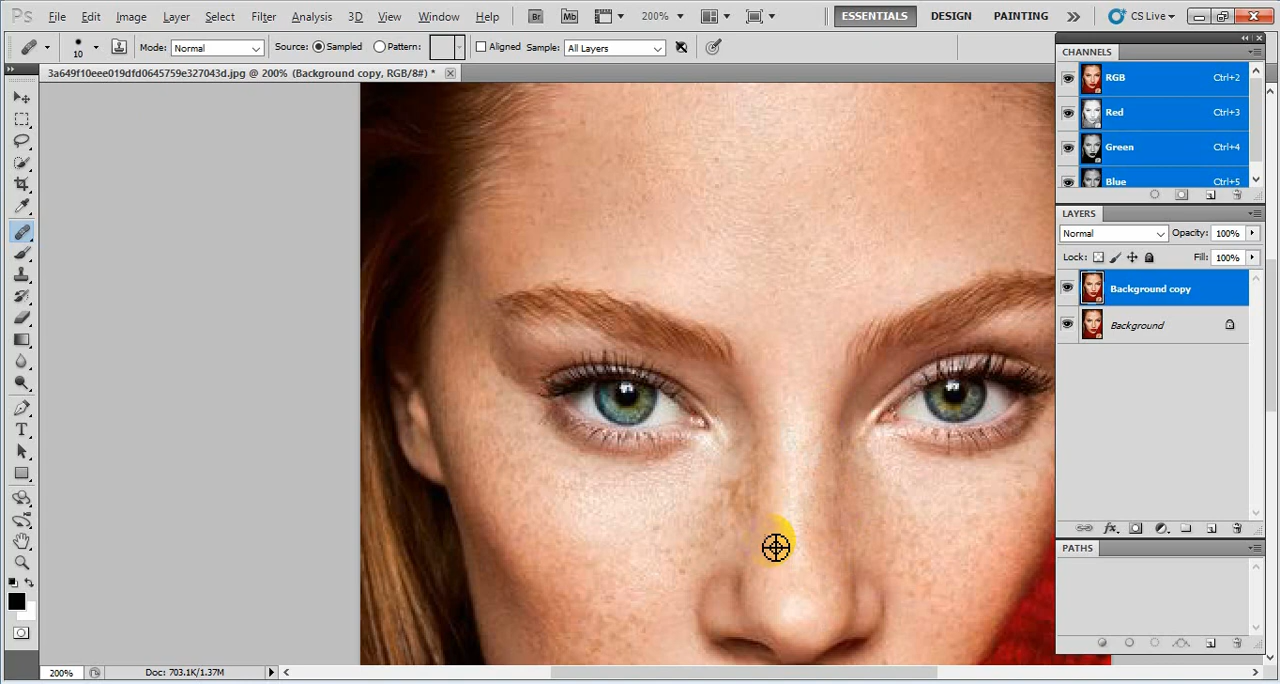 Ps File Edit Image Layer Select Filter Analysis 3D View Window Help Br Mb 200% ESSENTIALS DESIGN PAINTING CS Live
10 Mode: Normal Source: Sampled Pattern: Aligned Sample: All Layers
3a649f10eee019dfd0645759e327043d.jpg @ 200% (Background copy, RGB/8#) *
CHANNELS
RGB Ctrl+2
Red Ctrl+3
Green Ctrl+4
Blue Ctrl+5
LAYERS
Normal Opacity: 100%
Lock: Fill: 100%
Background copy
Background
fx
PATHS
T
200% Doc: 703.1K/1.37M